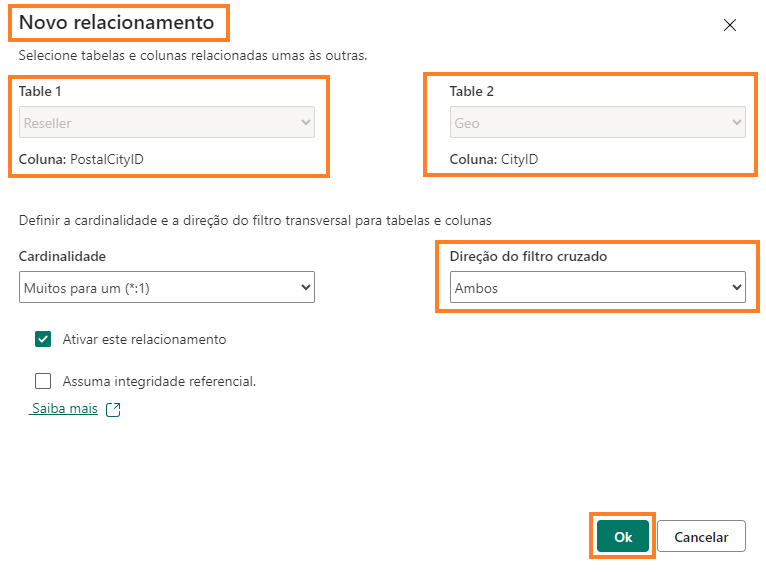 Novo relacionamento
Selecione tabelas e colunas relacionadas umas às outras.
Table 1
Reseller
Coluna: PostalCityID
Table 2
Geo
Coluna: CityID
Definir a cardinalidade e a direção do filtro transversal para tabelas e colunas
Cardinalidade
Muitos para um (*:1)
Direção do filtro cruzado
Ambos
Ativar este relacionamento
Assuma integridade referencial.
Saiba mais
Ok
Cancelar